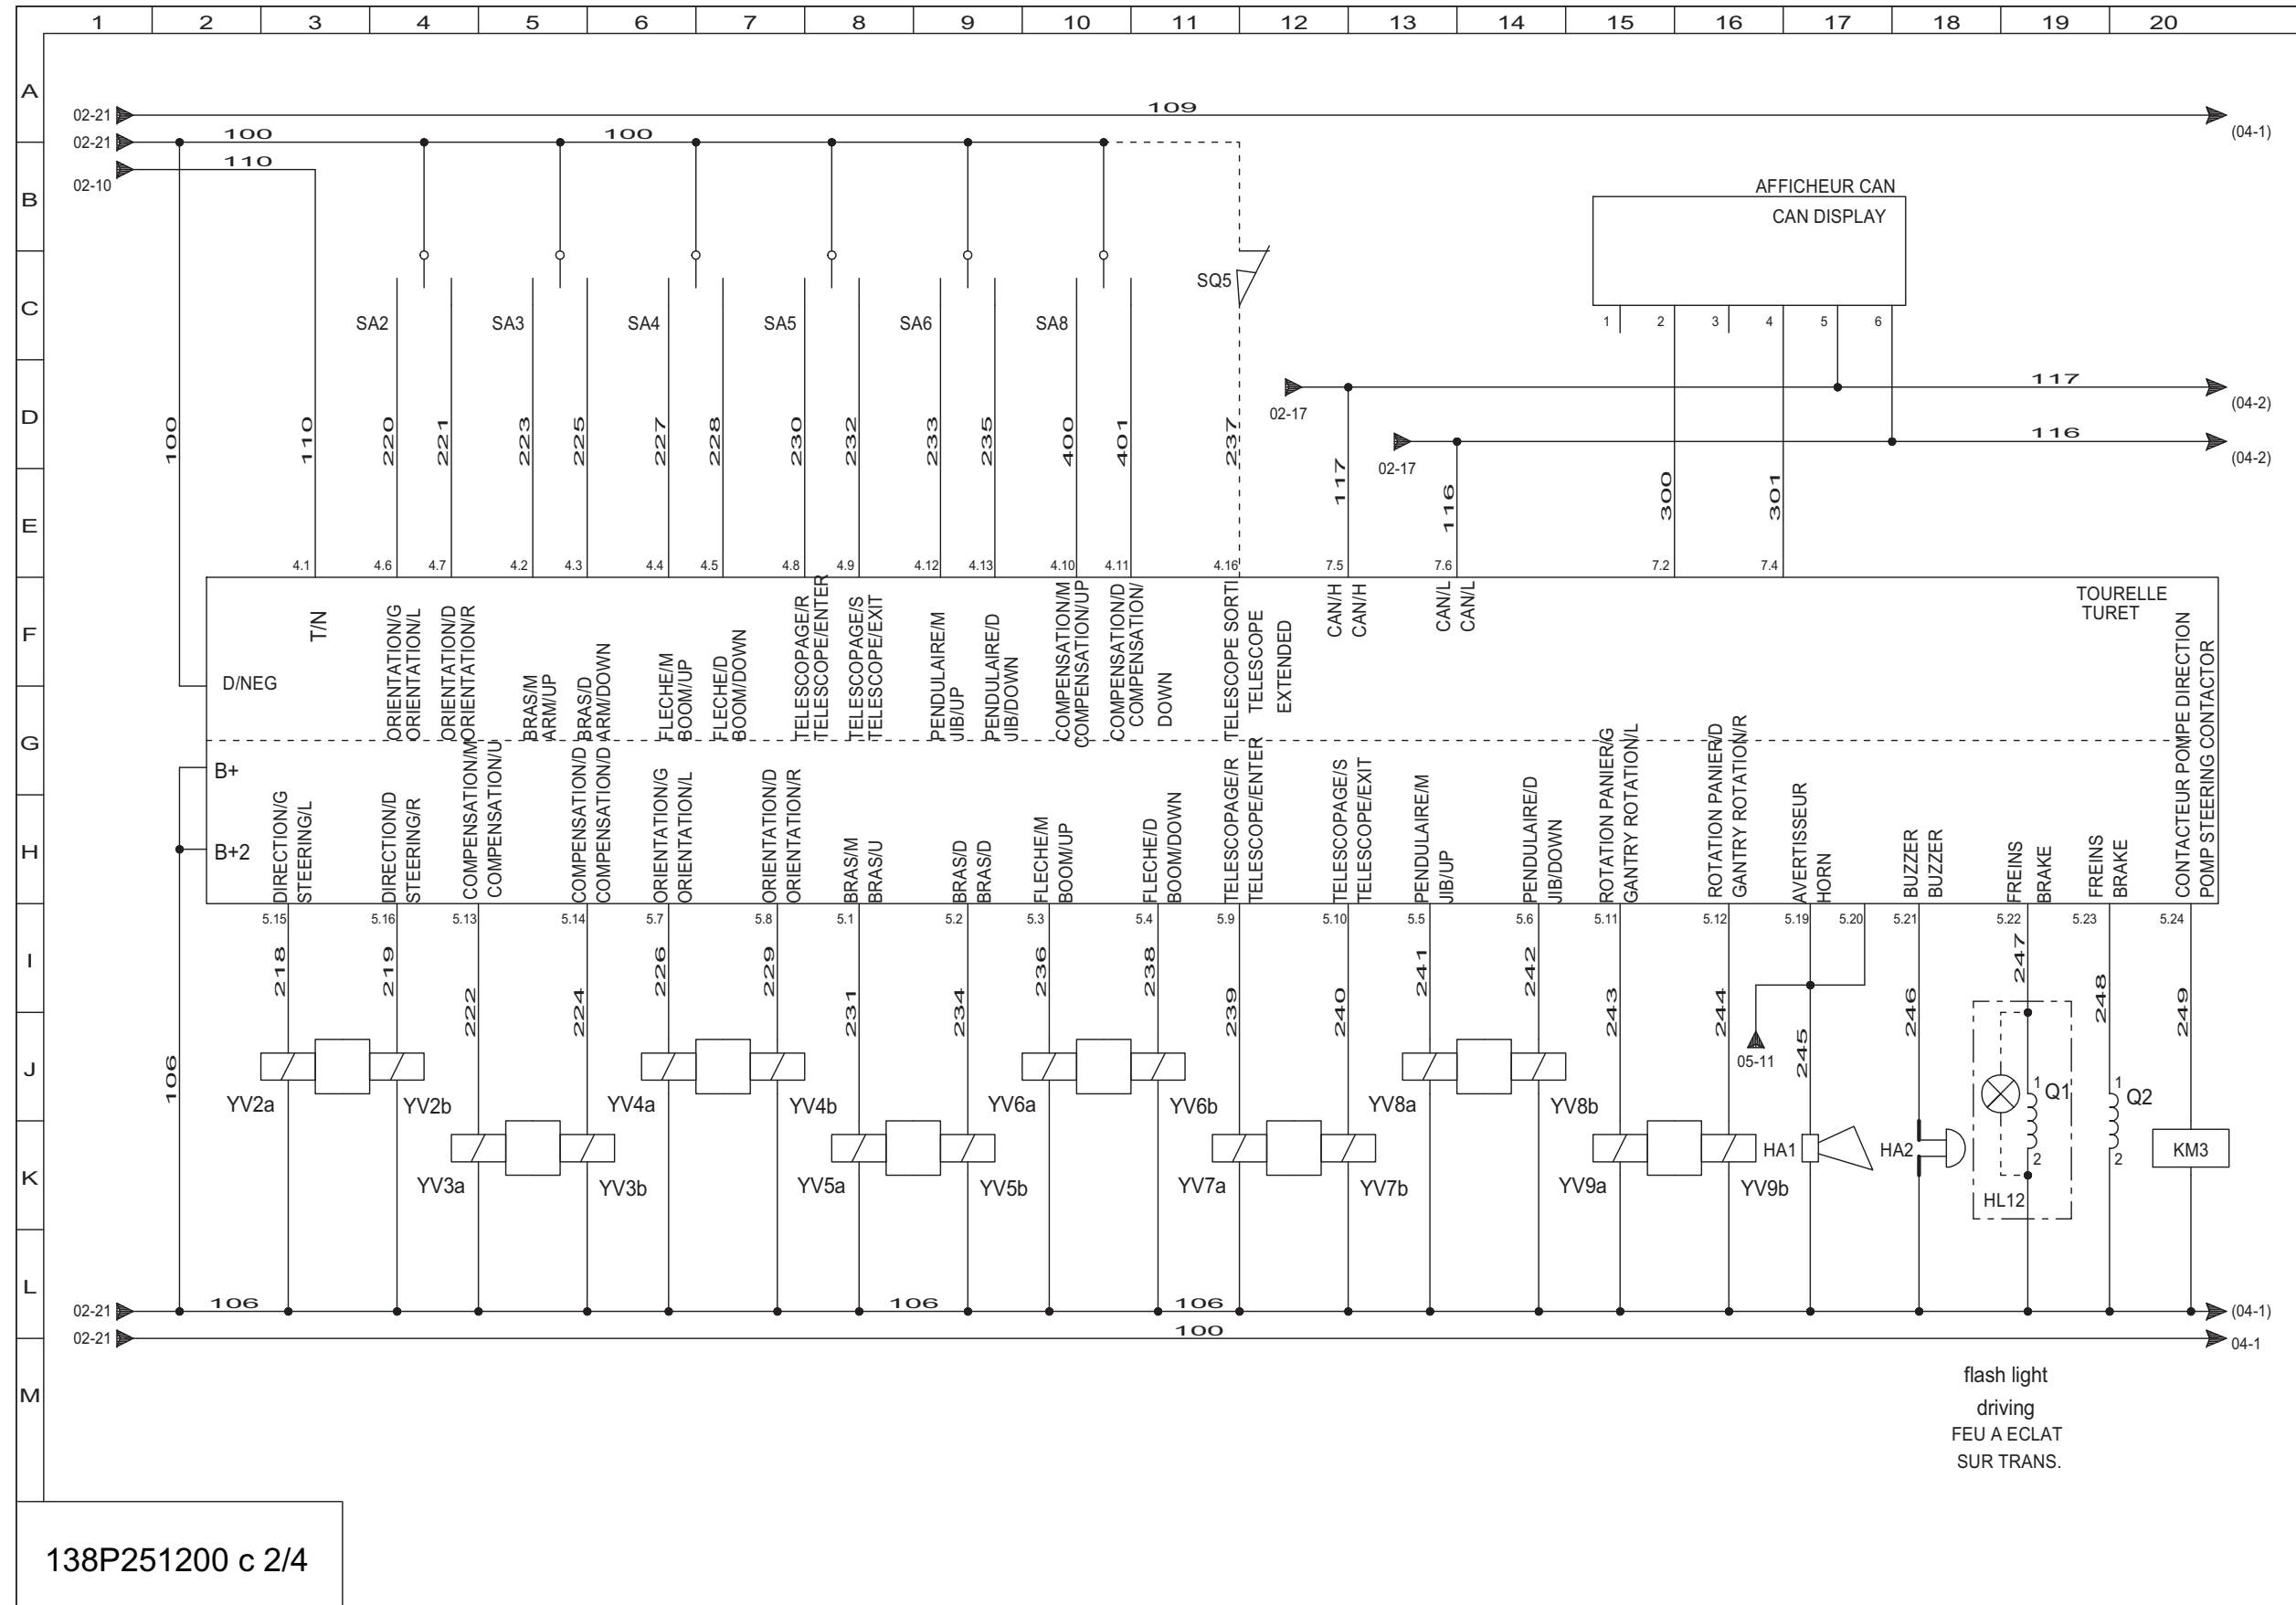 1 2 3 4 5 6 7 8 9 10 11 12 13 14 15 16 17 18 19 20
A
B
C
D
E
F
G
H
I
J
K
L
M
02-21
109
(04-1)
02-21
100
100
02-10
110
AFFICHEUR CAN
CAN DISPLAY
SQ5
SA2
SA3
SA4
SA5
SA6
SA8
1 2 3 4 5 6
02-17
117
(04-2)
02-17
116
(04-2)
100
110
220
221
223
225
227
228
230
232
233
235
400
401
237
117
116
300
301
4.1 4.6 4.7 4.2 4.3 4.4 4.5 4.8 4.9 4.12 4.13 4.10 4.11 4.16 7.5 7.6 7.2 7.4
TOURELLE
TURET
D/NEG
T/N
ORIENTATION/G
ORIENTATION/L
ORIENTATION/D
ORIENTATION/R
BRAS/M
ARM/UP
BRAS/D
ARM/DOWN
FLECHE/M
BOOM/UP
FLECHE/D
BOOM/DOWN
TELESCOPAGE/R
TELESCOPE/ENTER
TELESCOPAGE/S
TELESCOPE/EXIT
PENDULAIRE/M
JIB/UP
PENDULAIRE/D
JIB/DOWN
COMPENSATION/M
COMPENSATION/UP
COMPENSATION/D
COMPENSATION/
DOWN
TELESCOPE SORTI
TELESCOPE
EXTENDED
CAN/H
CAN/H
CAN/L
CAN/L
B+
B+2
DIRECTION/G
STEERING/L
DIRECTION/D
STEERING/R
COMPENSATION/M
COMPENSATION/U
COMPENSATION/D
COMPENSATION/D
ORIENTATION/G
ORIENTATION/L
ORIENTATION/D
ORIENTATION/R
BRAS/M
BRAS/U
BRAS/D
BRAS/D
FLECHE/M
BOOM/UP
FLECHE/D
BOOM/DOWN
TELESCOPAGE/R
TELESCOPE/ENTER
TELESCOPAGE/S
TELESCOPE/EXIT
PENDULAIRE/M
JIB/UP
PENDULAIRE/D
JIB/DOWN
ROTATION PANIER/G
GANTRY ROTATION/L
ROTATION PANIER/D
GANTRY ROTATION/R
AVERTISSEUR
HORN
BUZZER
BUZZER
FREINS
BRAKE
FREINS
BRAKE
CONTACTEUR POMPE DIRECTION
POMP STEERING CONTACTOR
5.15 5.16 5.13 5.14 5.7 5.8 5.1 5.2 5.3 5.4 5.9 5.10 5.5 5.6 5.11 5.12 5.19 5.20 5.21 5.22 5.23 5.24
218
219
222
224
226
229
231
234
236
238
239
240
241
242
243
244
245
246
247
248
249
106
05-11
YV2a
YV2b
YV4a
YV4b
YV6a
YV6b
YV8a
YV8b
1
Q1
2
1
Q2
2
YV3a
YV3b
YV5a
YV5b
YV7a
YV7b
YV9a
YV9b
HA1
HA2
HL12
KM3
02-21
106
106
106
(04-1)
02-21
100
04-1
flash light
driving
FEU A ECLAT
SUR TRANS.
138P251200 c 2/4